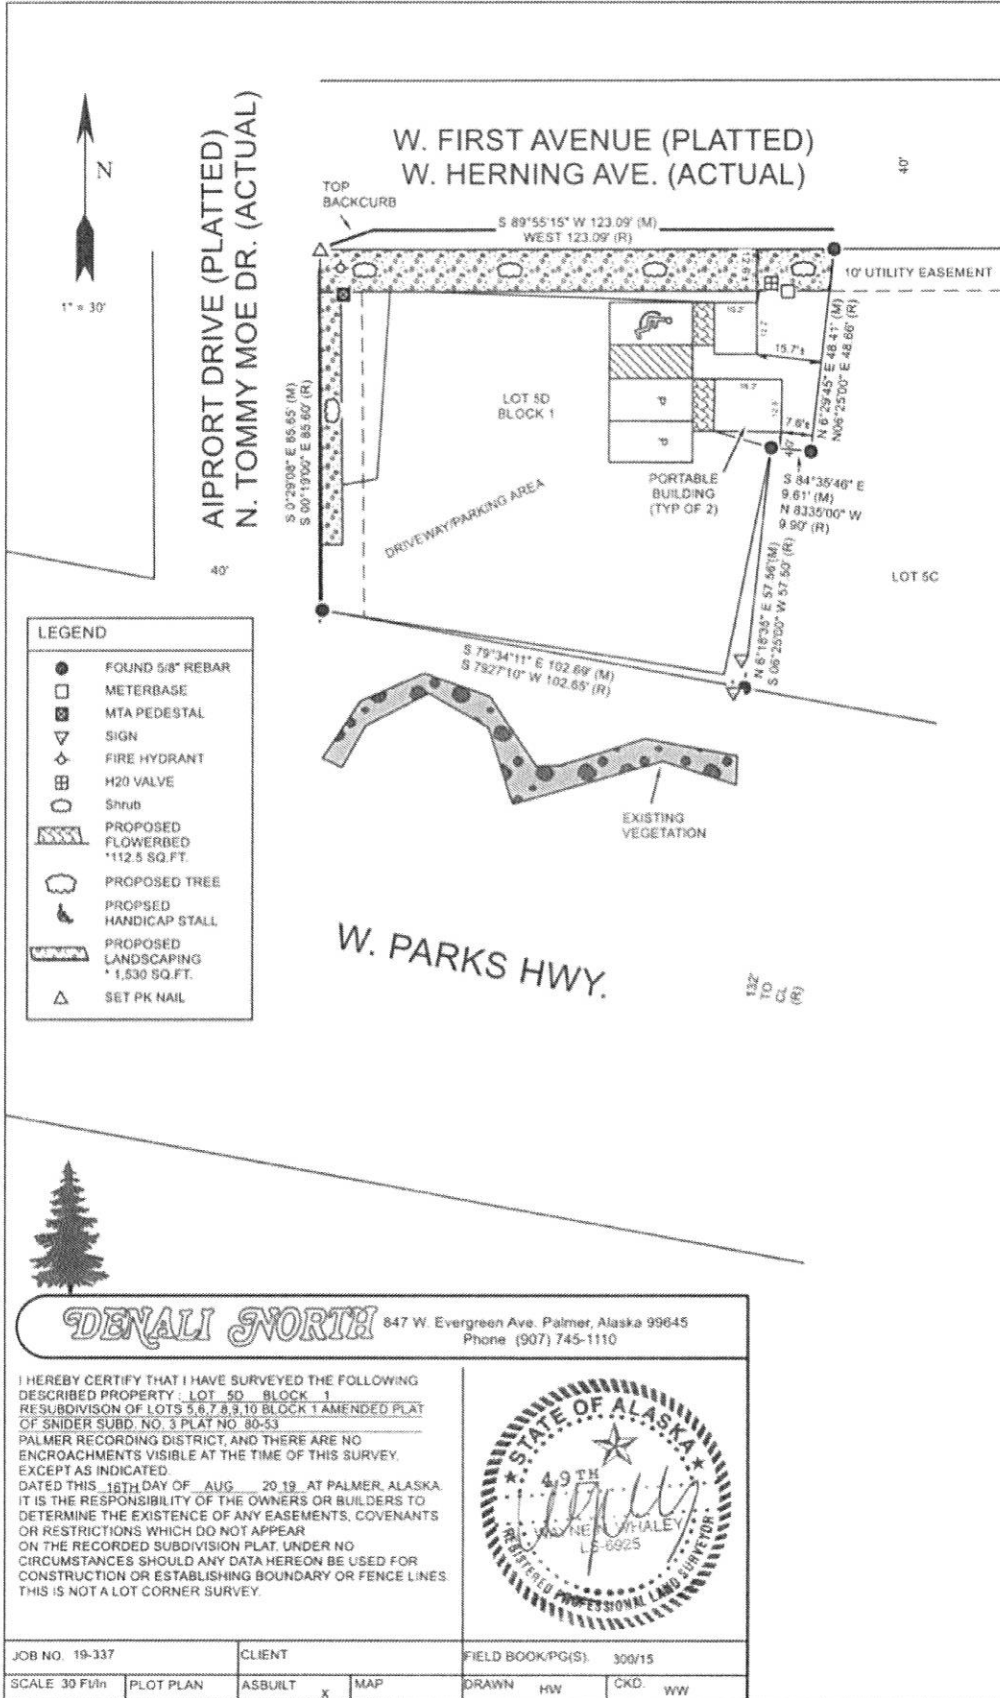 N
1" = 30'
AIPRORT DRIVE (PLATTED)
N. TOMMY MOE DR. (ACTUAL)
W. FIRST AVENUE (PLATTED)
W. HERNING AVE. (ACTUAL)
40'
TOP
BACKCURB
S 89°55'15" W 123.09' (M)
WEST 123.09' (R)
10' UTILITY EASEMENT
N 6°29'45" E 48.41' (M)
N06°25'00" E 48.66' (R)
15.7'±
7.6'±
S 0°29'08" E 85.65' (M)
S 00°19'00" E 85.60' (R)
LOT 5D
BLOCK 1
P
P
PORTABLE
BUILDING
(TYP OF 2)
S 84°35'46" E
9.61' (M)
N 8335'00" W
9.90' (R)
DRIVEWAY/PARKING AREA
N 6°18'35" E 57.56'(M)
S 06°25'00" W 57.50' (R)
LOT 5C
40'
S 79°34'11" E 102.69' (M)
S 7927'10" W 102.65' (R)
EXISTING
VEGETATION
W. PARKS HWY.
132'
TO
CL
(R)
LEGEND
FOUND 5/8" REBAR
METERBASE
MTA PEDESTAL
SIGN
FIRE HYDRANT
H20 VALVE
Shrub
PROPOSED
FLOWERBED
*112.5 SQ.FT.
PROPOSED TREE
PROPSED
HANDICAP STALL
PROPOSED
LANDSCAPING
* 1,530 SQ.FT.
SET PK NAIL
DENALI NORTH
847 W. Evergreen Ave. Palmer, Alaska 99645
Phone (907) 745-1110
I HEREBY CERTIFY THAT I HAVE SURVEYED THE FOLLOWING
DESCRIBED PROPERTY : LOT 5D BLOCK 1
RESUBDIVISON OF LOTS 5,6,7,8,9,10 BLOCK 1 AMENDED PLAT
OF SNIDER SUBD. NO. 3 PLAT NO. 80-53
PALMER RECORDING DISTRICT, AND THERE ARE NO
ENCROACHMENTS VISIBLE AT THE TIME OF THIS SURVEY,
EXCEPT AS INDICATED.
DATED THIS 16TH DAY OF AUG 20 19 AT PALMER, ALASKA.
IT IS THE RESPONSIBILITY OF THE OWNERS OR BUILDERS TO
DETERMINE THE EXISTENCE OF ANY EASEMENTS, COVENANTS
OR RESTRICTIONS WHICH DO NOT APPEAR
ON THE RECORDED SUBDIVISION PLAT. UNDER NO
CIRCUMSTANCES SHOULD ANY DATA HEREON BE USED FOR
CONSTRUCTION OR ESTABLISHING BOUNDARY OR FENCE LINES.
THIS IS NOT A LOT CORNER SURVEY.
STATE OF ALASKA
49TH
WAYNE N. WHALEY
LS-6925
REGISTERED PROFESSIONAL LAND SURVEYOR
JOB NO. 19-337
CLIENT
FIELD BOOK/PG(S). 300/15
SCALE 30 Ft/In
PLOT PLAN
ASBUILT X
MAP
DRAWN HW
CKD. WW